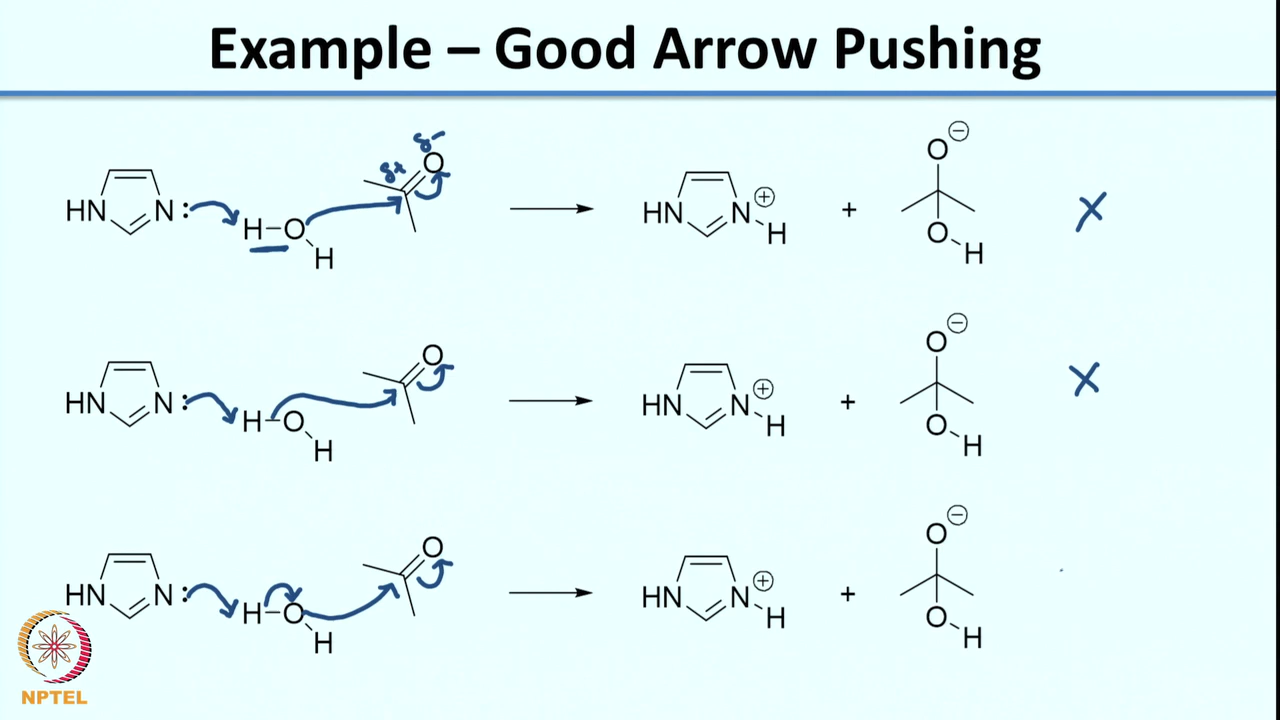 Example – Good Arrow Pushing
δ-
δ+ O
HN N: H–O H → HN N ⊕ H + O ⊖ O H X
O
HN N: H–O H → HN N ⊕ H + O ⊖ O H X
O
HN N: H–O H → HN N ⊕ H + O ⊖ O H
NPTEL